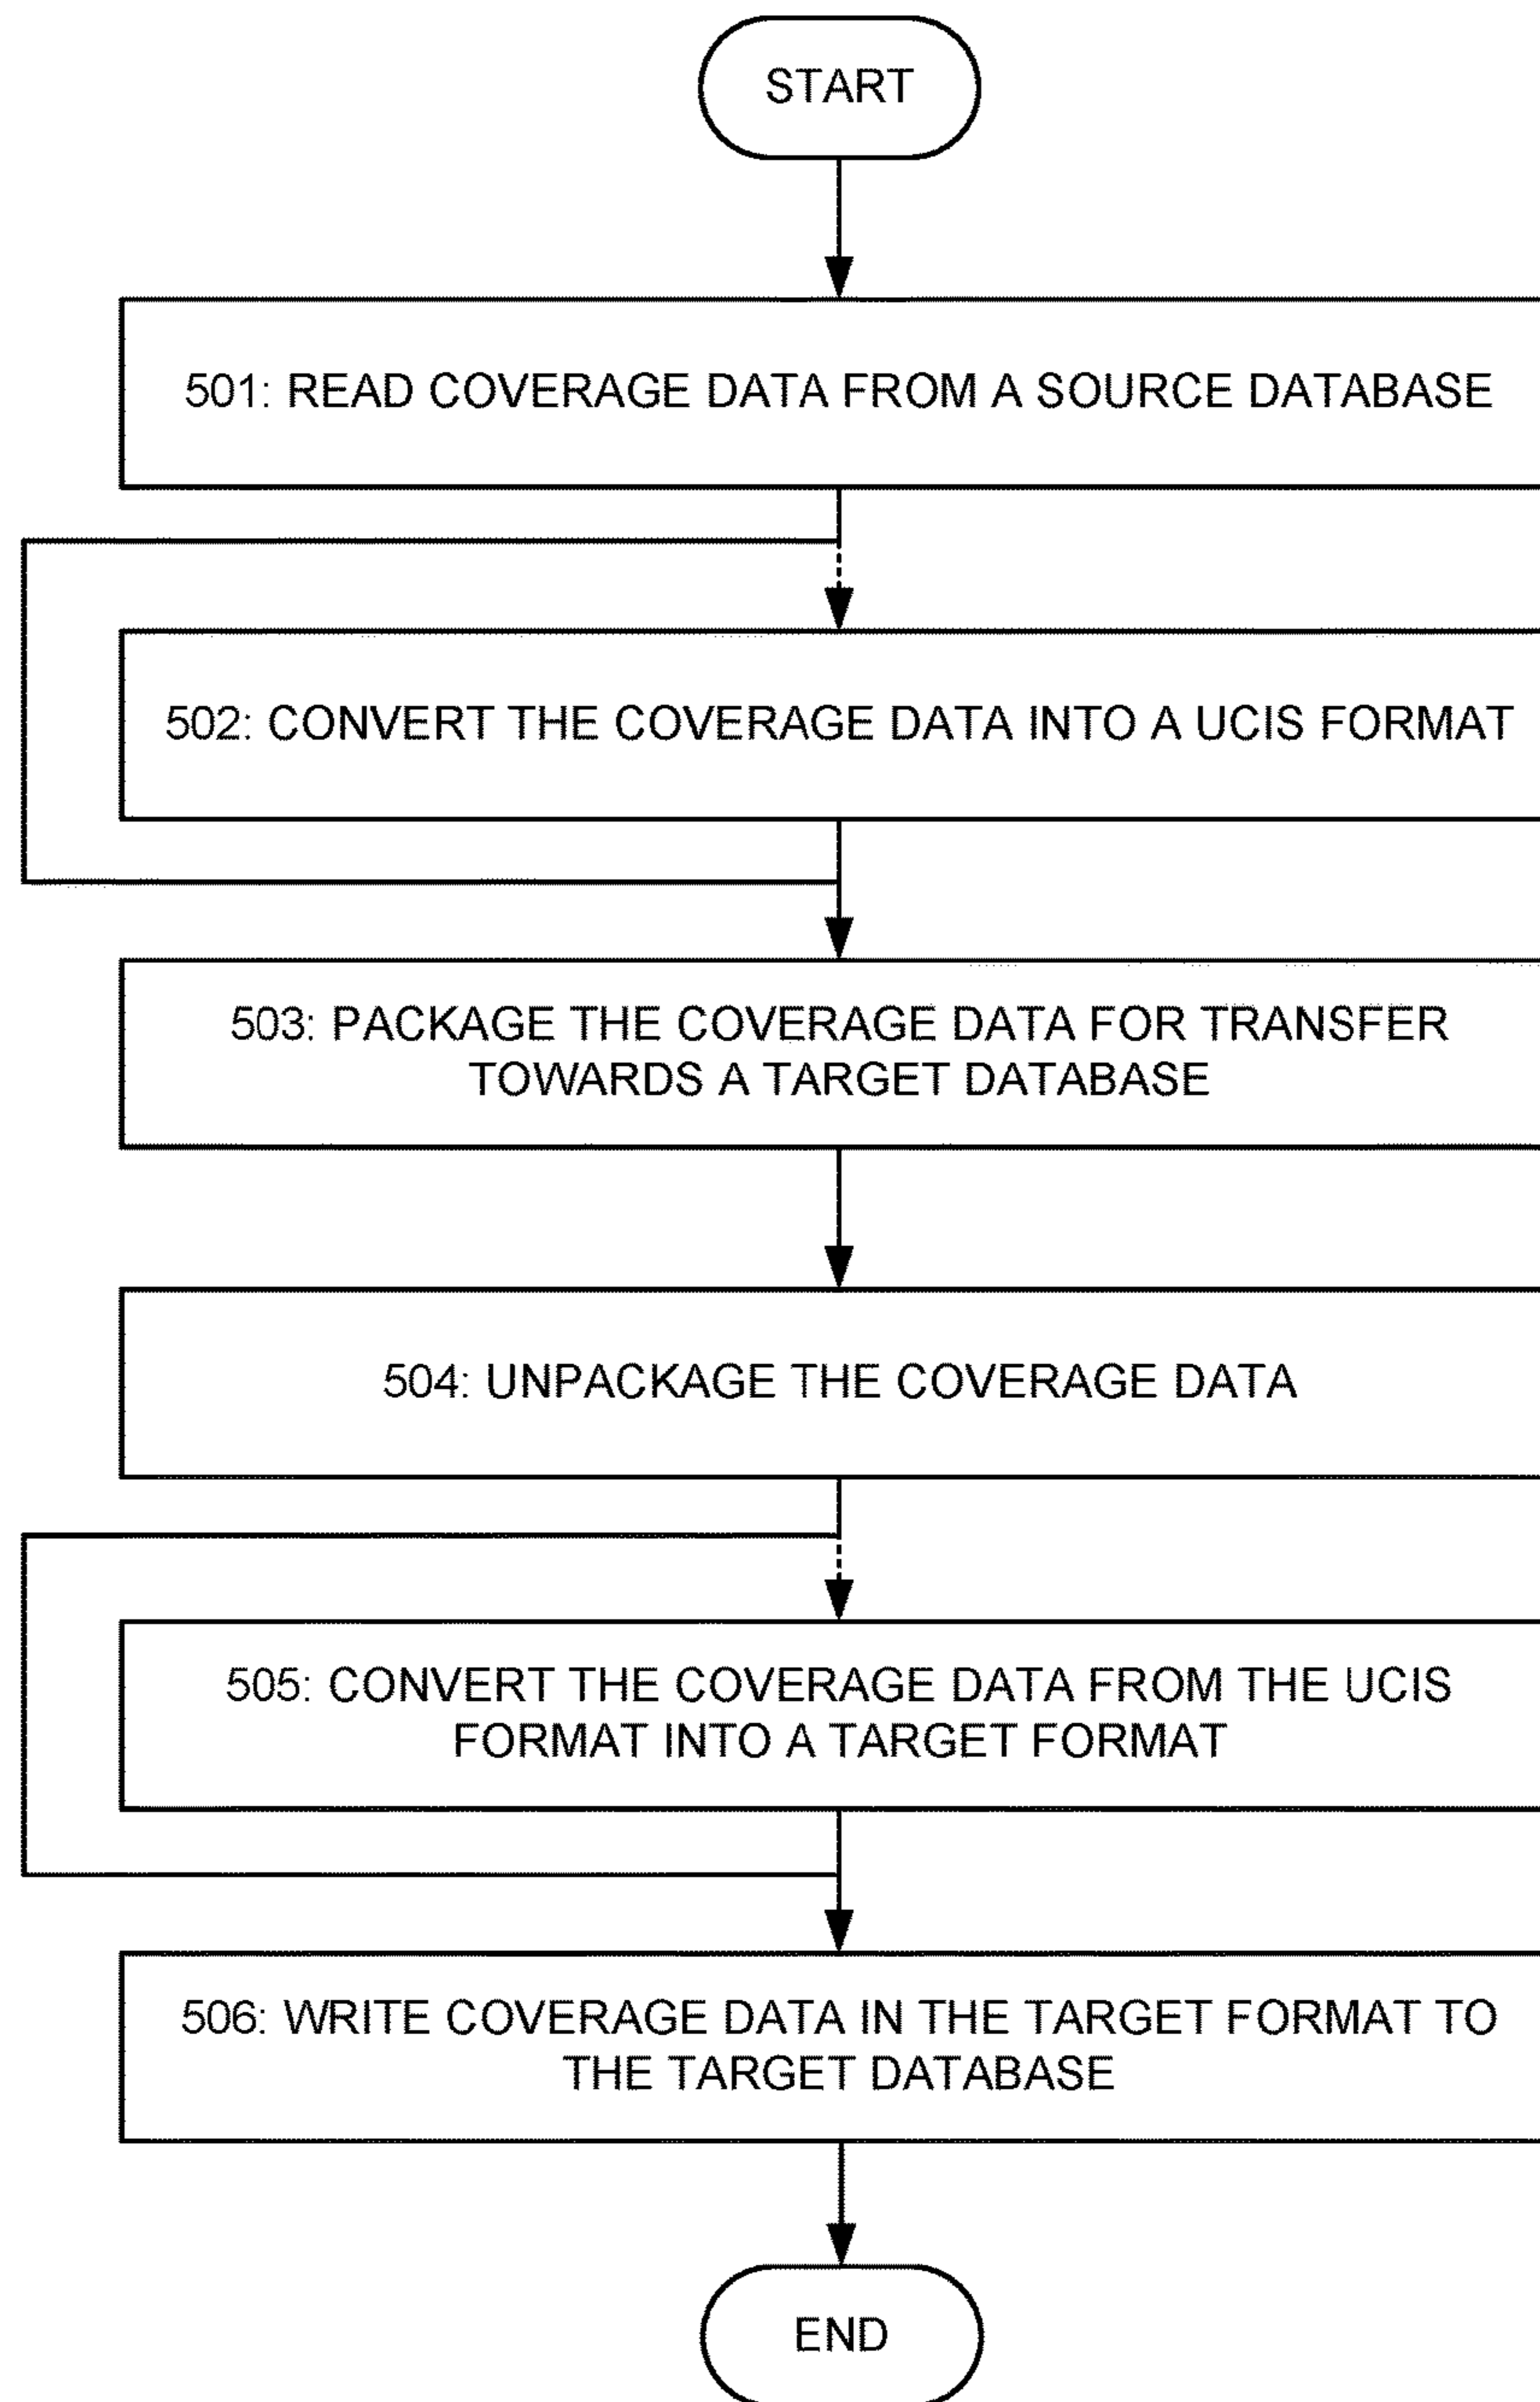 START
501: READ COVERAGE DATA FROM A SOURCE DATABASE
502: CONVERT THE COVERAGE DATA INTO A UCIS FORMAT
503: PACKAGE THE COVERAGE DATA FOR TRANSFER
TOWARDS A TARGET DATABASE
504: UNPACKAGE THE COVERAGE DATA
505: CONVERT THE COVERAGE DATA FROM THE UCIS
FORMAT INTO A TARGET FORMAT
506: WRITE COVERAGE DATA IN THE TARGET FORMAT TO
THE TARGET DATABASE
END